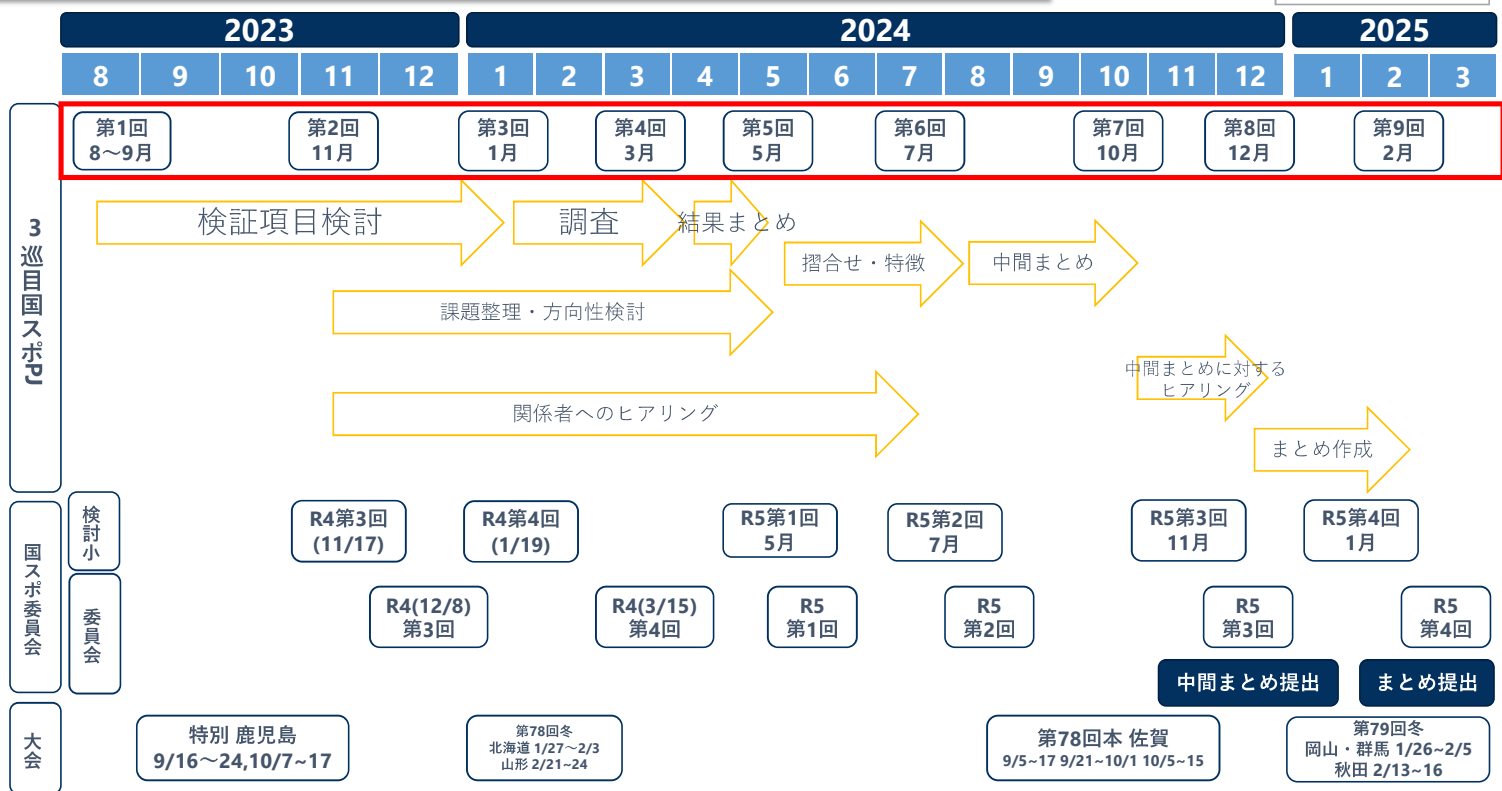 2023
2024
2025
8 9 10 11 12 1 2 3 4 5 6 7 8 9 10 11 12 1 2 3
3巡目国スポPJ
第1回
8～9月
第2回
11月
第3回
1月
第4回
3月
第5回
5月
第6回
7月
第7回
10月
第8回
12月
第9回
2月
検証項目検討
調査
結果まとめ
摺合せ・特徴
中間まとめ
課題整理・方向性検討
中間まとめに対する
ヒアリング
関係者へのヒアリング
まとめ作成
国スポ委員会
検討小
R4第3回
(11/17)
R4第4回
(1/19)
R5第1回
5月
R5第2回
7月
R5第3回
11月
R5第4回
1月
委員会
R4(12/8)
第3回
R4(3/15)
第4回
R5
第1回
R5
第2回
R5
第3回
R5
第4回
中間まとめ提出
まとめ提出
大会
特別 鹿児島
9/16～24,10/7~17
第78回冬
北海道 1/27～2/3
山形 2/21~24
第78回本 佐賀
9/5~17 9/21~10/1 10/5~15
第79回冬
岡山・群馬 1/26~2/5
秋田 2/13~16